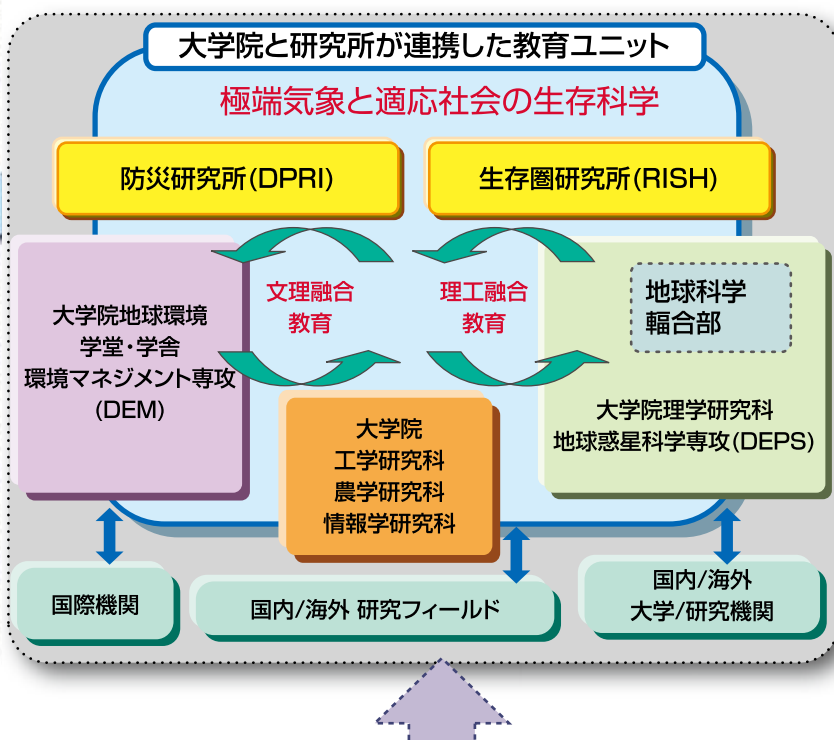 大学院と研究所が連携した教育ユニット
極端気象と適応社会の生存科学
防災研究所(DPRI)
生存圏研究所(RISH)
文理融合
教育
理工融合
教育
地球科学
輻合部
大学院地球環境
学堂・学舎
環境マネジメント専攻
(DEM)
大学院理学研究科
地球惑星科学専攻(DEPS)
大学院
工学研究科
農学研究科
情報学研究科
国際機関
国内/海外 研究フィールド
国内/海外
大学/研究機関